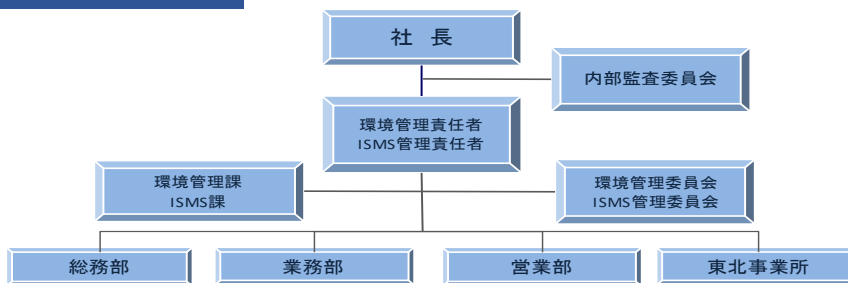 社 長
内部監査委員会
環境管理責任者
ISMS管理責任者
環境管理課
ISMS課
環境管理委員会
ISMS管理委員会
総務部
業務部
営業部
東北事業所